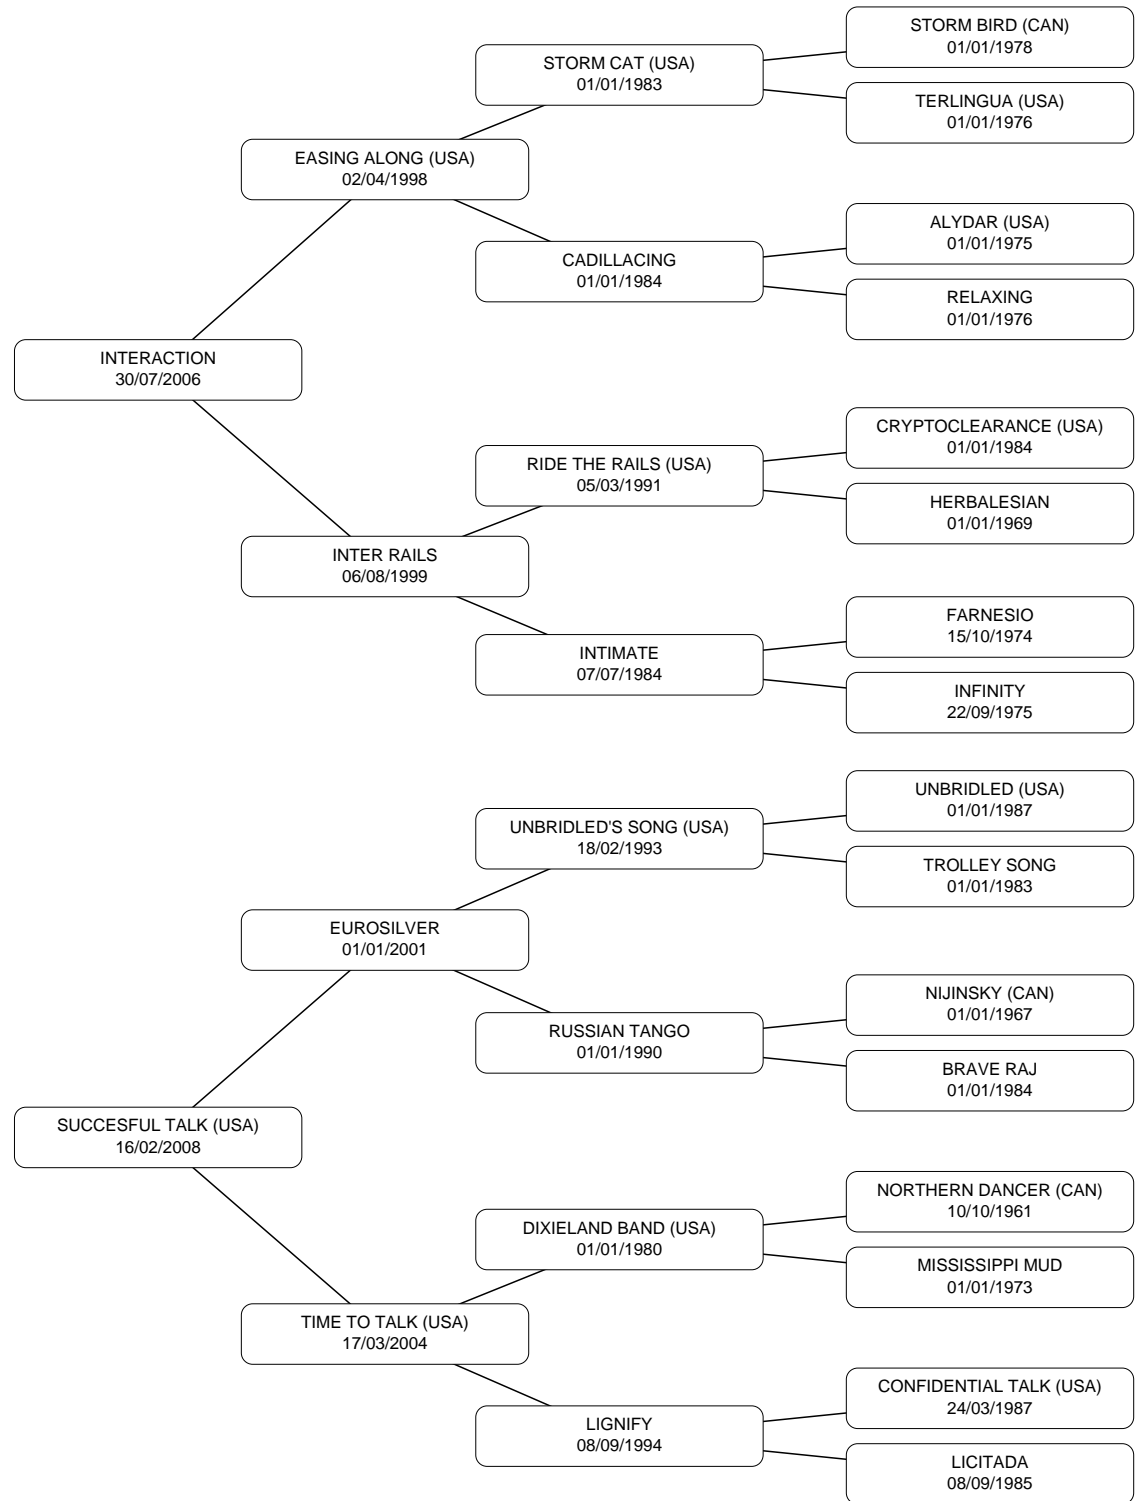 STORM BIRD (CAN)
01/01/1978
STORM CAT (USA)
01/01/1983
TERLINGUA (USA)
01/01/1976
EASING ALONG (USA)
02/04/1998
ALYDAR (USA)
01/01/1975
CADILLACING
01/01/1984
RELAXING
01/01/1976
INTERACTION
30/07/2006
CRYPTOCLEARANCE (USA)
01/01/1984
RIDE THE RAILS (USA)
05/03/1991
HERBALESIAN
01/01/1969
INTER RAILS
06/08/1999
FARNESIO
15/10/1974
INTIMATE
07/07/1984
INFINITY
22/09/1975
UNBRIDLED (USA)
01/01/1987
UNBRIDLED'S SONG (USA)
18/02/1993
TROLLEY SONG
01/01/1983
EUROSILVER
01/01/2001
NIJINSKY (CAN)
01/01/1967
RUSSIAN TANGO
01/01/1990
BRAVE RAJ
01/01/1984
SUCCESFUL TALK (USA)
16/02/2008
NORTHERN DANCER (CAN)
10/10/1961
DIXIELAND BAND (USA)
01/01/1980
MISSISSIPPI MUD
01/01/1973
TIME TO TALK (USA)
17/03/2004
CONFIDENTIAL TALK (USA)
24/03/1987
LIGNIFY
08/09/1994
LICITADA
08/09/1985